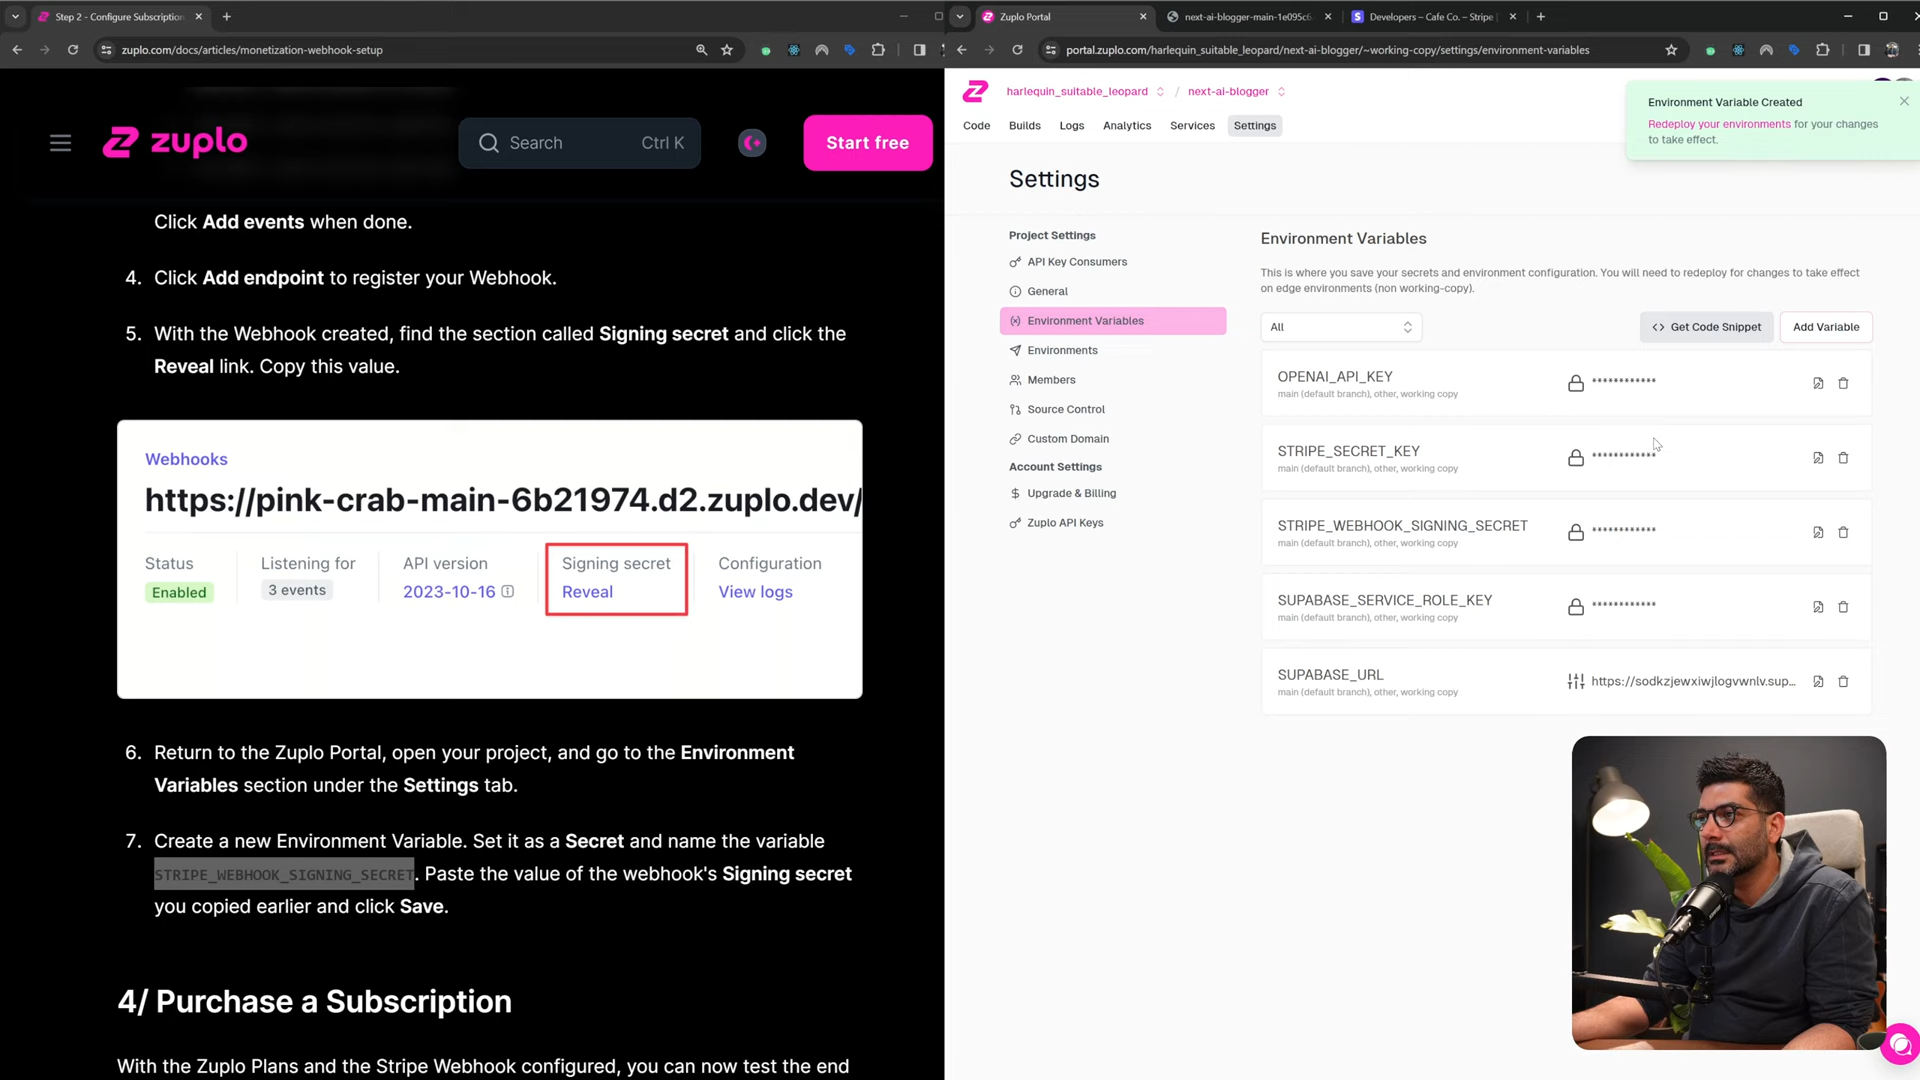 Step 2 - Configure Subscription
zuplo.com/docs/articles/monetization-webhook-setup
zuplo
Search
Ctrl K
Start free
Click Add events when done.
4. Click Add endpoint to register your Webhook.
5. With the Webhook created, find the section called Signing secret and click the
Reveal link. Copy this value.
Webhooks
https://pink-crab-main-6b21974.d2.zuplo.dev/
Status
Listening for
API version
Signing secret
Configuration
Enabled
3 events
2023-10-16
Reveal
View logs
6. Return to the Zuplo Portal, open your project, and go to the Environment
Variables section under the Settings tab.
7. Create a new Environment Variable. Set it as a Secret and name the variable
STRIPE_WEBHOOK_SIGNING_SECRET. Paste the value of the webhook's Signing secret
you copied earlier and click Save.
4/ Purchase a Subscription
With the Zuplo Plans and the Stripe Webhook configured, you can now test the end
Zuplo Portal
next-ai-blogger-main-1e095c6.
Developers – Cafe Co. – Stripe
portal.zuplo.com/harlequin_suitable_leopard/next-ai-blogger/~working-copy/settings/environment-variables
harlequin_suitable_leopard / next-ai-blogger
Code
Builds
Logs
Analytics
Services
Settings
Environment Variable Created
Redeploy your environments for your changes
to take effect.
Settings
Project Settings
API Key Consumers
General
Environment Variables
Environments
Members
Source Control
Custom Domain
Account Settings
Upgrade & Billing
Zuplo API Keys
Environment Variables
This is where you save your secrets and environment configuration. You will need to redeploy for changes to take effect
on edge environments (non working-copy).
All
<> Get Code Snippet
Add Variable
OPENAI_API_KEY
************
main (default branch), other, working copy
STRIPE_SECRET_KEY
************
main (default branch), other, working copy
STRIPE_WEBHOOK_SIGNING_SECRET
************
main (default branch), other, working copy
SUPABASE_SERVICE_ROLE_KEY
************
main (default branch), other, working copy
SUPABASE_URL
https://sodkzjewxiwjlogvwnlv.sup...
main (default branch), other, working copy